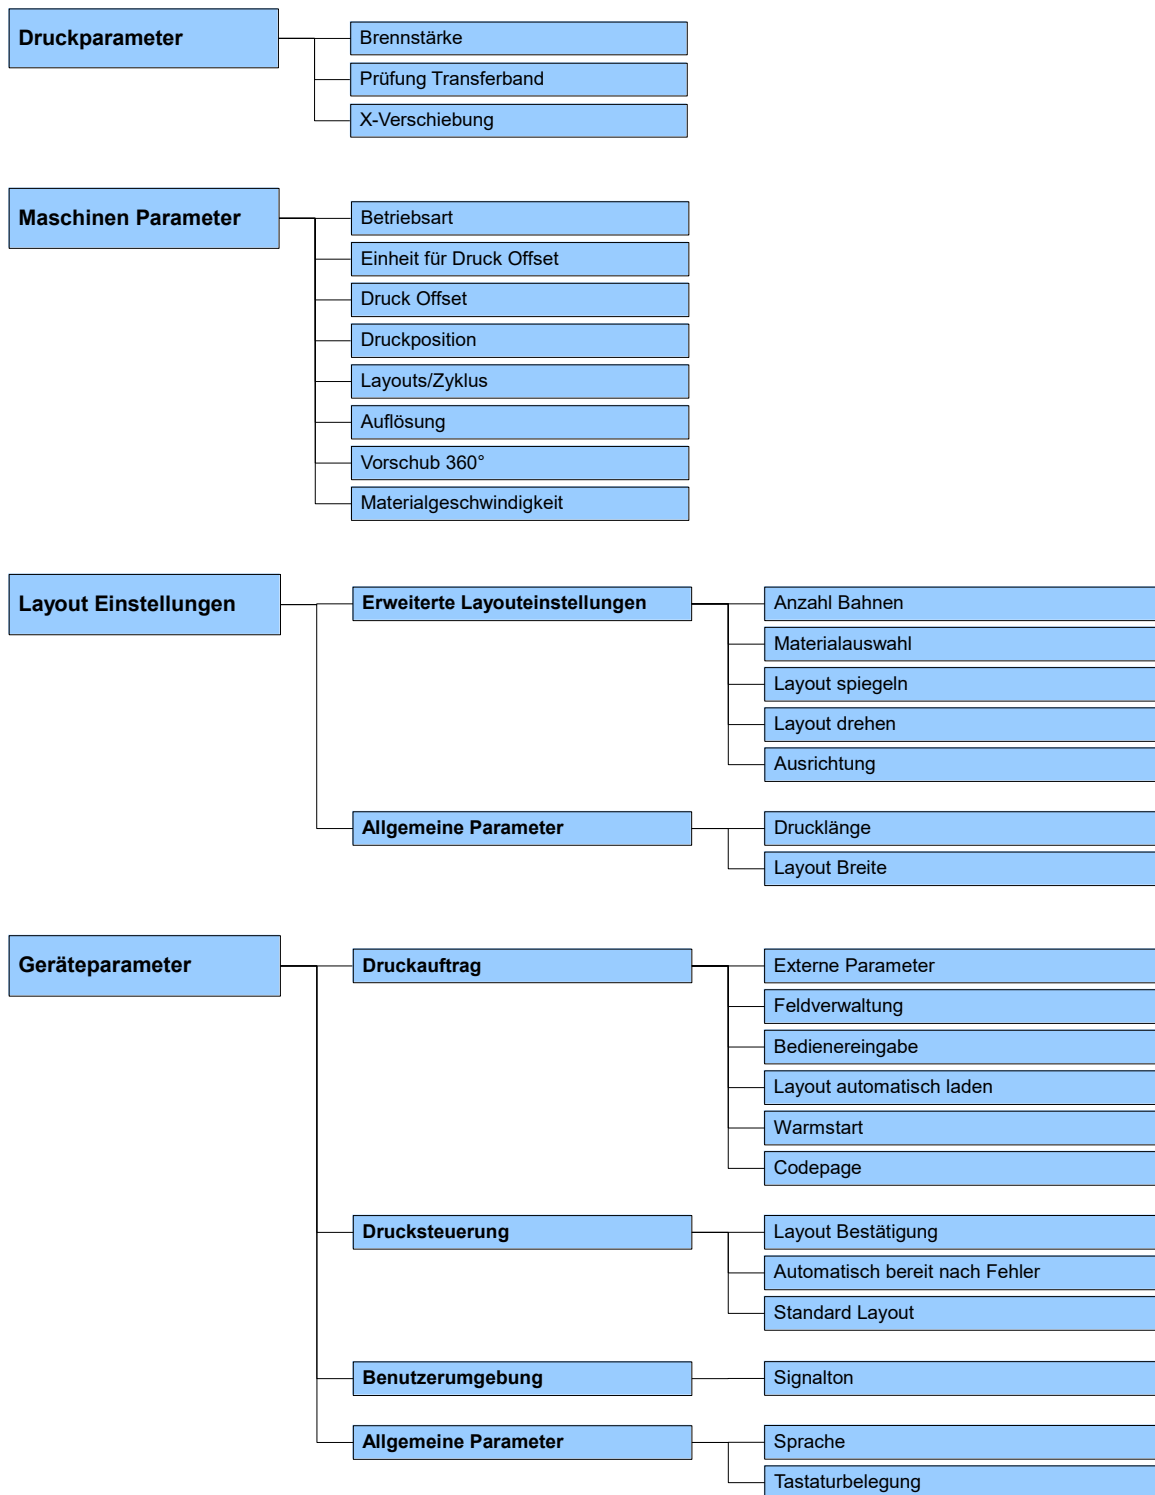 Druckparameter
Brennstärke
Prüfung Transferband
X-Verschiebung
Maschinen Parameter
Betriebsart
Einheit für Druck Offset
Druck Offset
Druckposition
Layouts/Zyklus
Auflösung
Vorschub 360°
Materialgeschwindigkeit
Layout Einstellungen
Erweiterte Layouteinstellungen
Anzahl Bahnen
Materialauswahl
Layout spiegeln
Layout drehen
Ausrichtung
Allgemeine Parameter
Drucklänge
Layout Breite
Geräteparameter
Druckauftrag
Externe Parameter
Feldverwaltung
Bedienereingabe
Layout automatisch laden
Warmstart
Codepage
Drucksteuerung
Layout Bestätigung
Automatisch bereit nach Fehler
Standard Layout
Benutzerumgebung
Signalton
Allgemeine Parameter
Sprache
Tastaturbelegung